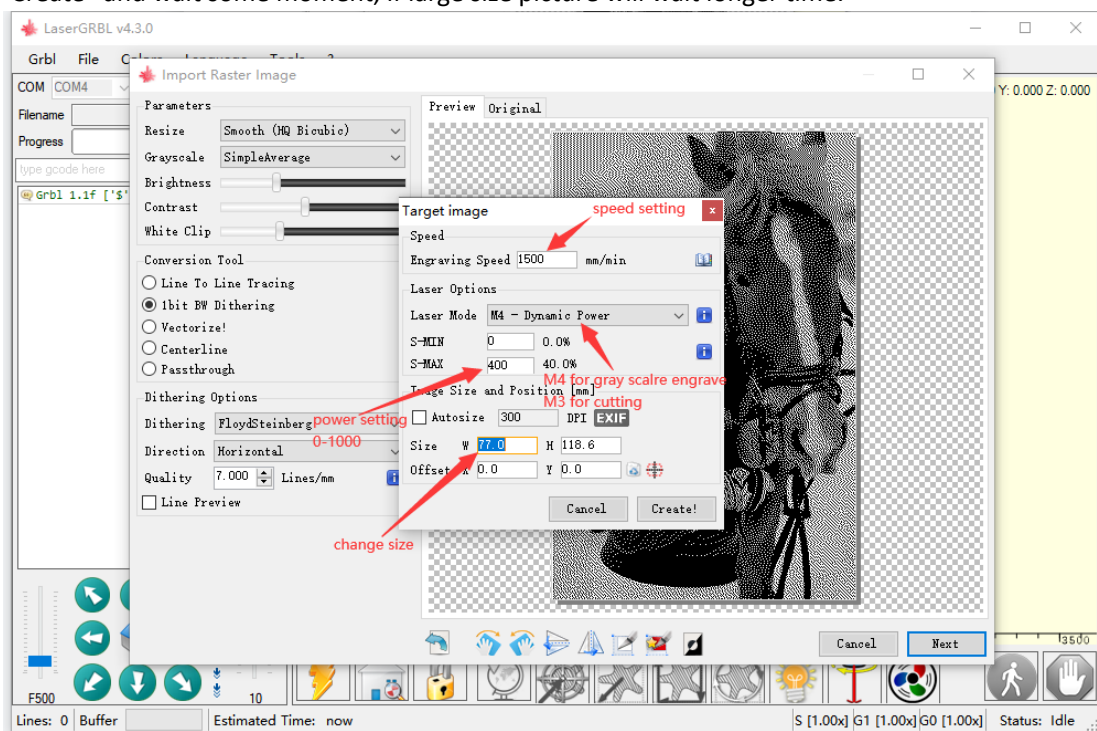 Create" and wait some moment, if large size picture will wait longer time.
LaserGRBL v4.3.0
Grbl File
Import Raster Image
COM COM4
Y: 0.000 Z: 0.000
Filename
Progress
type gcode here
Grbl 1.1f ['$'
Parameters
Resize Smooth (HQ Bicubic)
Grayscale SimpleAverage
Brightness
Contrast
White Clip
Conversion Tool
Line To Line Tracing
1bit BW Dithering
Vectorize!
Centerline
Passthrough
Dithering Options
Dithering FloydSteinberg
Direction Horizontal
Quality 7.000 Lines/mm
Line Preview
Preview Original
Target image
speed setting
Speed
Engraving Speed 1500 mm/min
Laser Options
Laser Mode M4 - Dynamic Power
S-MIN 0 0.0%
S-MAX 400 40.0%
M4 for gray scalre engrave
M3 for cutting
Image Size and Position [mm]
power setting
0-1000
Autosize 300 DPI EXIF
Size W 77.0 H 118.6
Offset X 0.0 Y 0.0
Cancel Create!
change size
Cancel Next
3500
F500
10
Lines: 0 Buffer Estimated Time: now
S [1.00x] G1 [1.00x] G0 [1.00x] Status: Idle